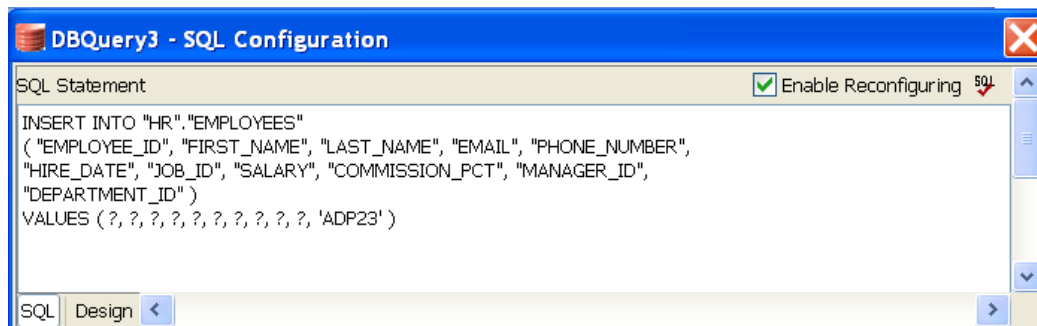 DBQuery3 - SQL Configuration
SQL Statement Enable Reconfiguring SQL
INSERT INTO "HR"."EMPLOYEES"
( "EMPLOYEE_ID", "FIRST_NAME", "LAST_NAME", "EMAIL", "PHONE_NUMBER",
"HIRE_DATE", "JOB_ID", "SALARY", "COMMISSION_PCT", "MANAGER_ID",
"DEPARTMENT_ID" )
VALUES ( ?, ?, ?, ?, ?, ?, ?, ?, ?, ?, 'ADP23' )
SQL Design